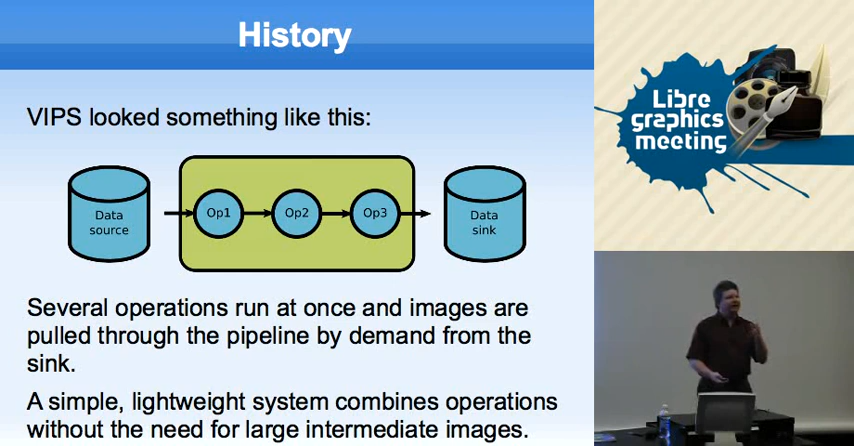 History
VIPS looked something like this:
Data
source
Op1
Op2
Op3
Data
sink
Several operations run at once and images are
pulled through the pipeline by demand from the
sink.
A simple, lightweight system combines operations
without the need for large intermediate images.
Libre
graphics
meeting